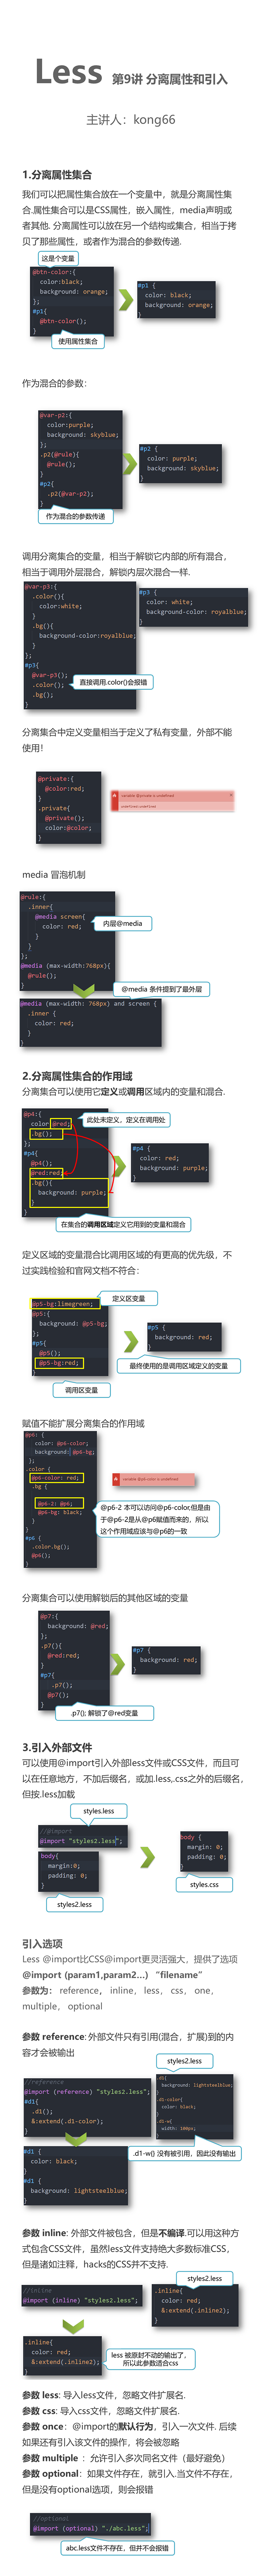 Less 第9讲 分离属性和引入
主讲人：kong66
1.分离属性集合
我们可以把属性集合放在一个变量中，就是分离属性集
合.属性集合可以是CSS属性，嵌入属性，media声明或
者其他. 分离属性可以放在另一个结构或集合，相当于拷
贝了那些属性，或者作为混合的参数传递.
这是个变量
@btn-color:{
color:black;
background: orange;
};
#p1{
@btn-color();
}
使用属性集合
#p1 {
color: black;
background: orange;
}
作为混合的参数：
@var-p2:{
color:purple;
background: skyblue;
};
.p2(@rule){
@rule();
}
#p2{
.p2(@var-p2);
}
作为混合的参数传递
#p2 {
color: purple;
background: skyblue;
}
调用分离集合的变量，相当于解锁它内部的所有混合，
相当于调用外层混合，解锁内层次混合一样.
@var-p3:{
.color(){
color:white;
}
.bg(){
background-color:royalblue;
}
};
#p3{
@var-p3();
.color();
.bg();
}
直接调用.color()会报错
#p3 {
color: white;
background-color: royalblue;
}
分离集合中定义变量相当于定义了私有变量，外部不能
使用！
@private:{
@color:red;
}
.private{
@private();
color:@color;
}
variable @private is undefined
media 冒泡机制
@rule:{
.inner{
@media screen{
color: red;
}
}
};
@media (max-width:768px){
@rule();
}
内层@media
@media 条件提到了最外层
@media (max-width: 768px) and screen {
.inner {
color: red;
}
}
2.分离属性集合的作用域
分离集合可以使用它定义或调用区域内的变量和混合.
@p4:{
color:@red;
.bg();
};
#p4{
@p4();
@red:red;
.bg(){
background: purple;
}
}
此处未定义，定义在调用处
在集合的调用区域定义它用到的变量和混合
#p4 {
color: red;
background: purple;
}
定义区域的变量混合比调用区域的有更高的优先级，不
过实践检验和官网文档不符合：
@p5-bg:limegreen;
@p5:{
background: @p5-bg;
};
#p5{
@p5();
@p5-bg:red;
}
定义区变量
调用区变量
#p5 {
background: red;
}
最终使用的是调用区域定义的变量
赋值不能扩展分离集合的作用域
@p6: {
color: @p6-color;
background: @p6-bg;
};
.color {
@p6-color: red;
.bg {
@p6-2: @p6;
@p6-bg: black;
}
}
#p6 {
.color.bg();
@p6();
}
variable @p6-color is undefined
@p6-2 本可以访问@p6-color,但是由
于@p6-2是从@p6赋值而来的，所以
这个作用域应该与@p6的一致
分离集合可以使用解锁后的其他区域的变量
@p7:{
background: @red;
};
.p7(){
@red:red;
}
#p7{
.p7();
@p7();
}
.p7(); 解锁了@red变量
#p7 {
background: red;
}
3.引入外部文件
可以使用@import引入外部less文件或CSS文件，而且可
以在任意地方，不加后缀名，或加.less,.css之外的后缀名，
但按.less加载
styles.less
//@import
@import "styles2.less";
body{
margin:0;
padding: 0;
}
styles2.less
body {
margin: 0;
padding: 0;
}
styles.css
引入选项
Less @import比CSS@import更灵活强大，提供了选项
@import (param1,param2...) “filename”
参数为： reference， inline，less，css，one，
multiple， optional
参数 reference: 外部文件只有引用(混合，扩展)到的内
容才会被输出
styles2.less
//reference
@import (reference) "styles2.less";
#d1{
.d1();
&:extend(.d1-color);
}
.d1{
background: lightsteelblue;
}
.d1-color{
color: black;
}
.d1-w{
width: 100px;
}
.d1-w() 没有被引用，因此没有输出
#d1 {
color: black;
}
#d1 {
background: lightsteelblue;
}
参数 inline: 外部文件被包含，但是不编译.可以用这种方
式包含CSS文件，虽然less文件支持绝大多数标准CSS，
但是诸如注释，hacks的CSS并不支持.
styles2.less
//inline
@import (inline) "styles2.less";
.inline{
color: red;
&:extend(.inline2);
}
.inline{
color: red;
&:extend(.inline2);
}
less 被原封不动的输出了，
所以此参数适合css
参数 less: 导入less文件，忽略文件扩展名.
参数 css: 导入css文件，忽略文件扩展名.
参数 once：@import的默认行为，引入一次文件. 后续
如果还有引入该文件的操作，将会被忽略
参数 multiple ：允许引入多次同名文件（最好避免）
参数 optional：如果文件存在，就引入.当文件不存在，
但是没有optional选项，则会报错
//optional
@import (optional) "./abc.less";
abc.less文件不存在，但并不会报错